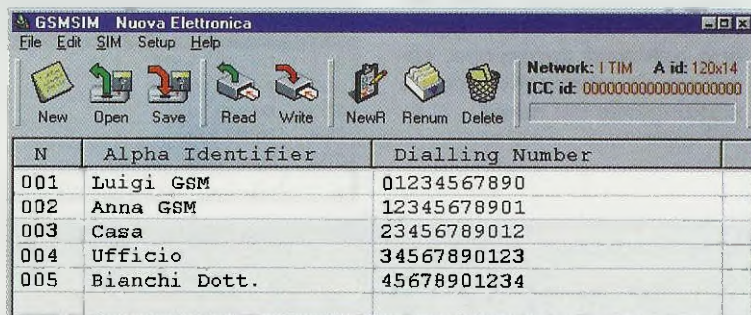 GSMSIM Nuova Elettronica
File Edit SIM Setup Help
New Open Save Read Write NewR Renum Delete
Network: I TIM A id: 120x14
ICC id: 00000000000000000000
N Alpha Identifier Dialling Number
001 Luigi GSM 01234567890
002 Anna GSM 12345678901
003 Casa 23456789012
004 Ufficio 34567890123
005 Bianchi Dott. 45678901234